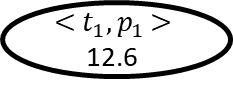 < t₁, p₁ >
12.6